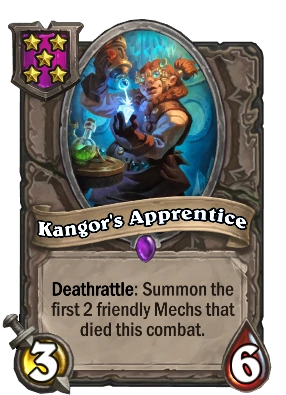 Kangor's Apprentice
Deathrattle: Summon the
first 2 friendly Mechs that
died this combat.
3
6